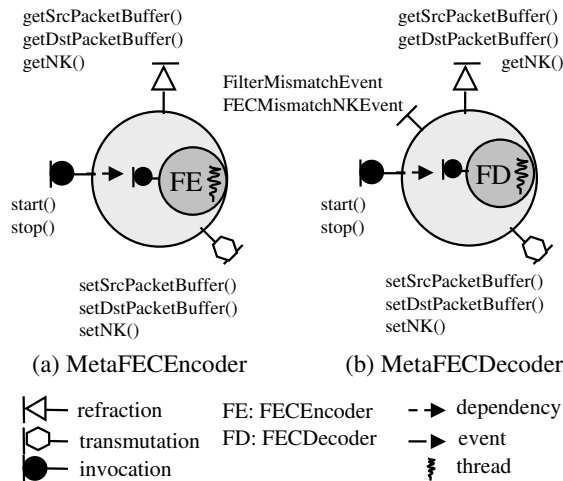 getSrcPacketBuffer()
getDstPacketBuffer()
getNK()
start()
stop()
FE
setSrcPacketBuffer()
setDstPacketBuffer()
setNK()
(a) MetaFECEncoder
getSrcPacketBuffer()
getDstPacketBuffer()
getNK()
FilterMismatchEvent
FECMismatchNKEvent
start()
stop()
FD
setSrcPacketBuffer()
setDstPacketBuffer()
setNK()
(b) MetaFECDecoder
refraction
transmutation
invocation
FE: FECEncoder
FD: FECDecoder
dependency
event
thread